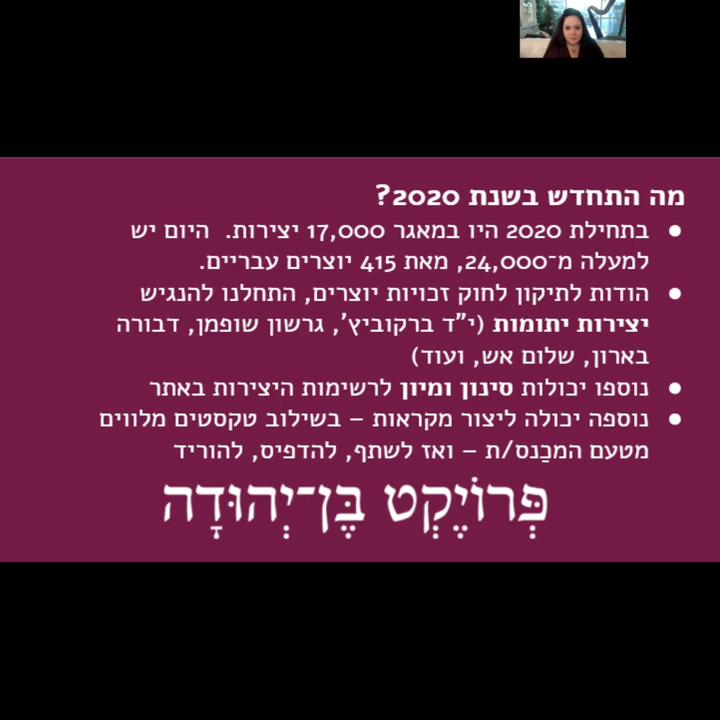 מה התחדש בשנת 2020?
● בתחילת 2020 היו במאגר 17,000 יצירות. היום יש
למעלה מ־24,000, מאת 415 יוצרים עבריים.
● הודות לתיקון לחוק זכויות יוצרים, התחלנו להנגיש
יצירות יתומות (י"ד ברקוביץ', גרשון שופמן, דבורה
בארון, שלום אש, ועוד)
● נוספו יכולות סינון ומיון לרשימות היצירות באתר
● נוספה יכולה ליצור מקראות – בשילוב טקסטים מלווים
מטעם המכַנס/ת – ואז לשתף, להדפיס, להוריד
פְּרוֹיֶקְט בֶּן־יְהוּדָה